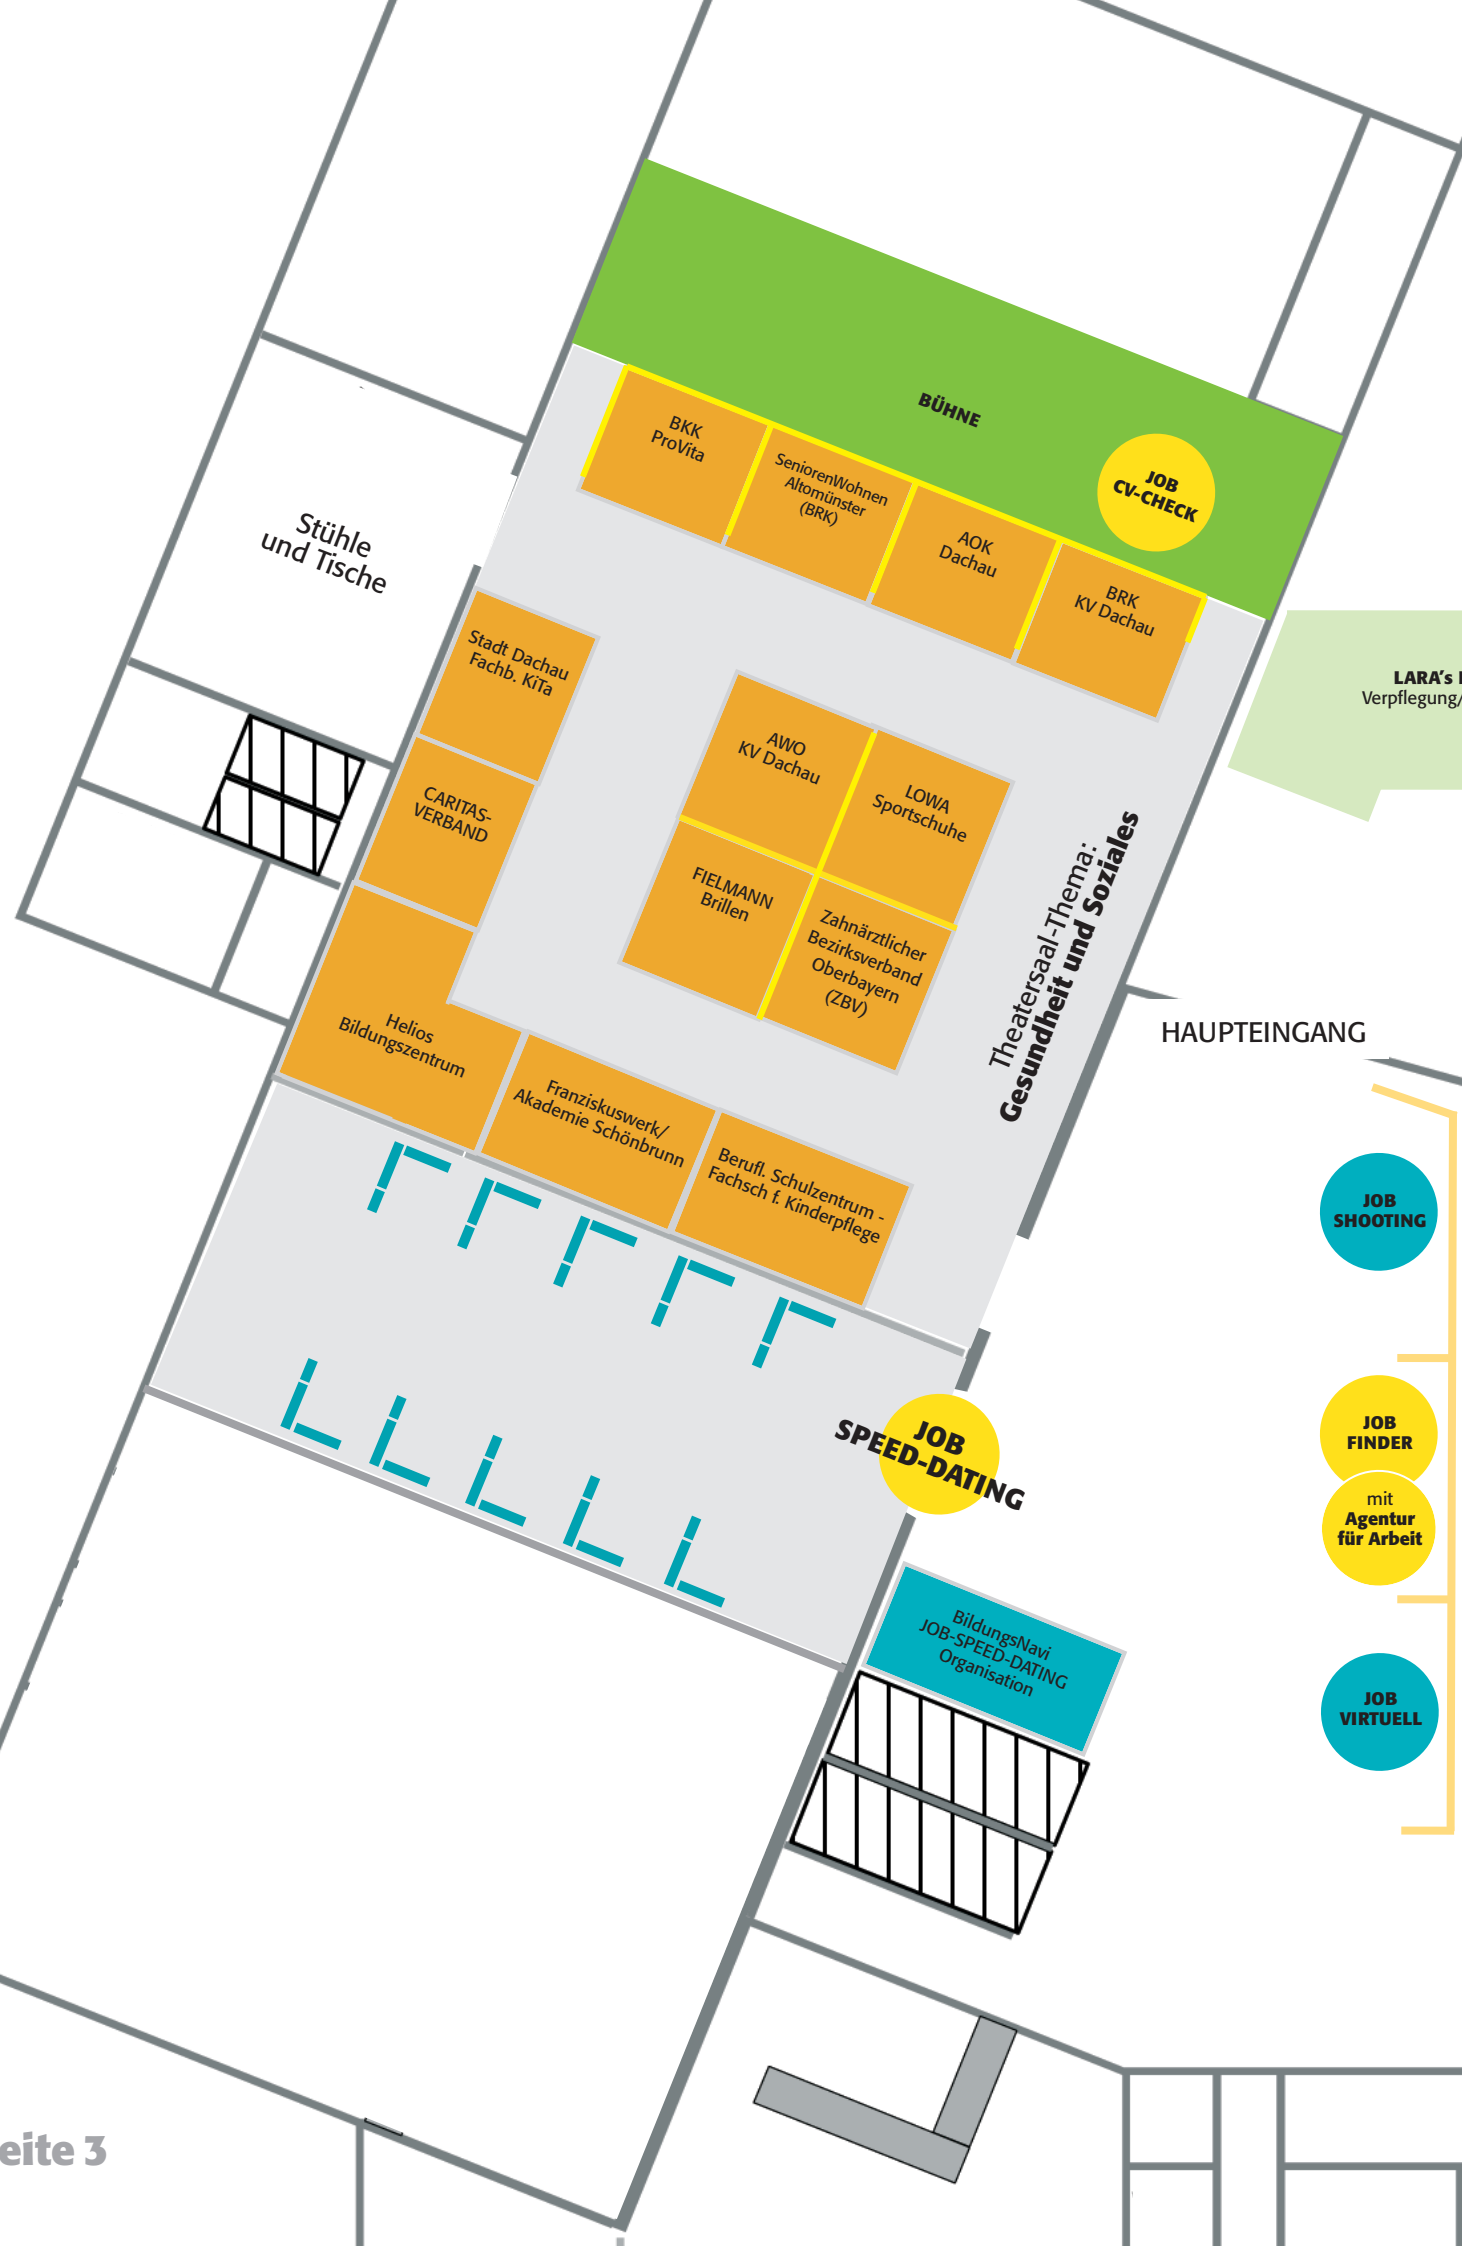 BÜHNE
JOB
CV-CHECK
BKK
ProVita
SeniorenWohnen
Altomünster
(BRK)
AOK
Dachau
BRK
KV Dachau
Stühle
und Tische
Stadt Dachau
Fachb. KiTa
CARITAS-
VERBAND
AWO
KV Dachau
LOWA
Sportschuhe
FIELMANN
Brillen
Zahnärztlicher
Bezirksverband
Oberbayern
(ZBV)
LARA's
Verpflegung/
Theatersaal-Thema:
Gesundheit und Soziales
HAUPTEINGANG
Helios
Bildungszentrum
Franziskuswerk/
Akademie Schönbrunn
Berufl. Schulzentrum -
Fachsch f. Kinderpflege
JOB
SHOOTING
JOB
FINDER
mit
Agentur
für Arbeit
JOB
VIRTUELL
JOB
SPEED-DATING
BildungsNavi
JOB-SPEED-DATING
Organisation
eite 3